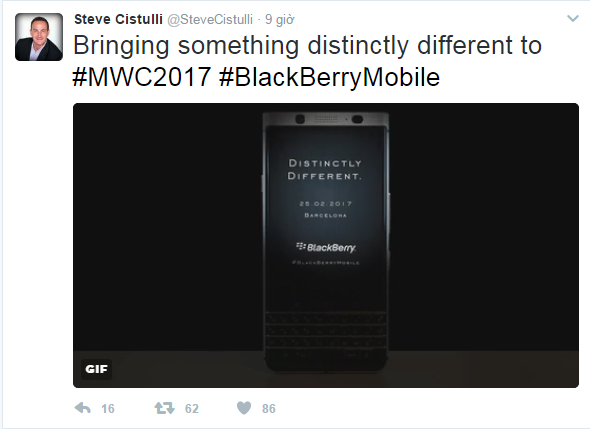 Steve Cistulli @SteveCistulli · 9 giờ
Bringing something distinctly different to
#MWC2017 #BlackBerryMobile
DISTINCTLY
DIFFERENT.
25.02.2017
BARCELONA
BlackBerry
#BLACKBERRYMOBILE
GIF
16 62 86